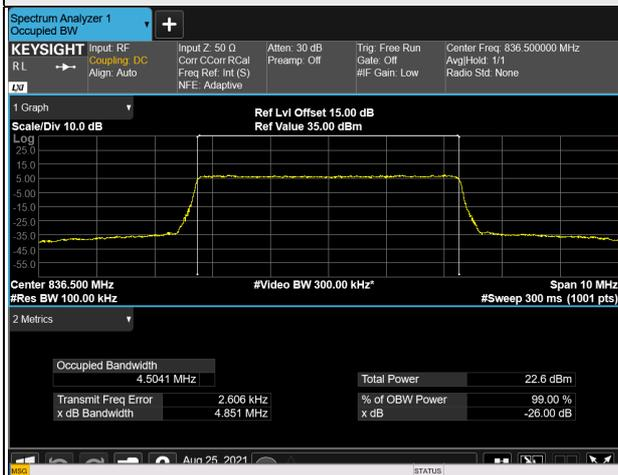 Spectrum Analyzer 1
Occupied BW
KEYSIGHT
RL
LXI
Input: RF
Coupling: DC
Align: Auto
Input Z: 50 Ω
Corr CCorr RCal
Freq Ref: Int (S)
NFE: Adaptive
Atten: 30 dB
Preamp: Off
Trig: Free Run
Gate: Off
#IF Gain: Low
Center Freq: 836.500000 MHz
Avg|Hold: 1/1
Radio Std: None
1 Graph
Scale/Div 10.0 dB
Ref Lvl Offset 15.00 dB
Ref Value 35.00 dBm
Log
25.0
15.0
5.00
-5.00
-15.0
-25.0
-35.0
-45.0
-55.0
Center 836.500 MHz
#Res BW 100.00 kHz
#Video BW 300.00 kHz*
Span 10 MHz
#Sweep 300 ms (1001 pts)
2 Metrics
Occupied Bandwidth
4.5041 MHz
Transmit Freq Error 2.606 kHz
x dB Bandwidth 4.851 MHz
Total Power 22.6 dBm
% of OBW Power 99.00 %
x dB -26.00 dB
Aug 25, 2021
MSG
STATUS